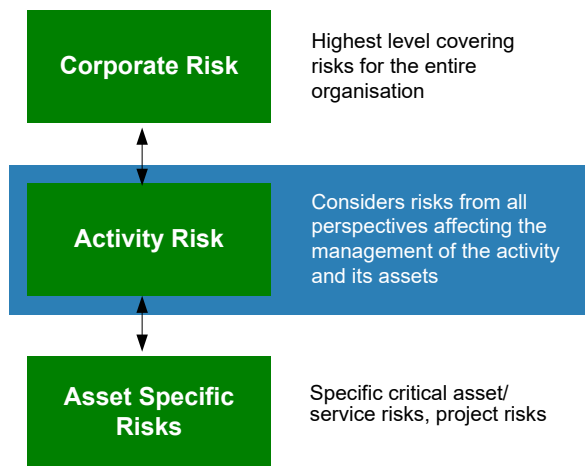 Corporate Risk
Highest level covering
risks for the entire
organisation
Activity Risk
Considers risks from all
perspectives affecting the
management of the activity
and its assets
Asset Specific
Risks
Specific critical asset/
service risks, project risks